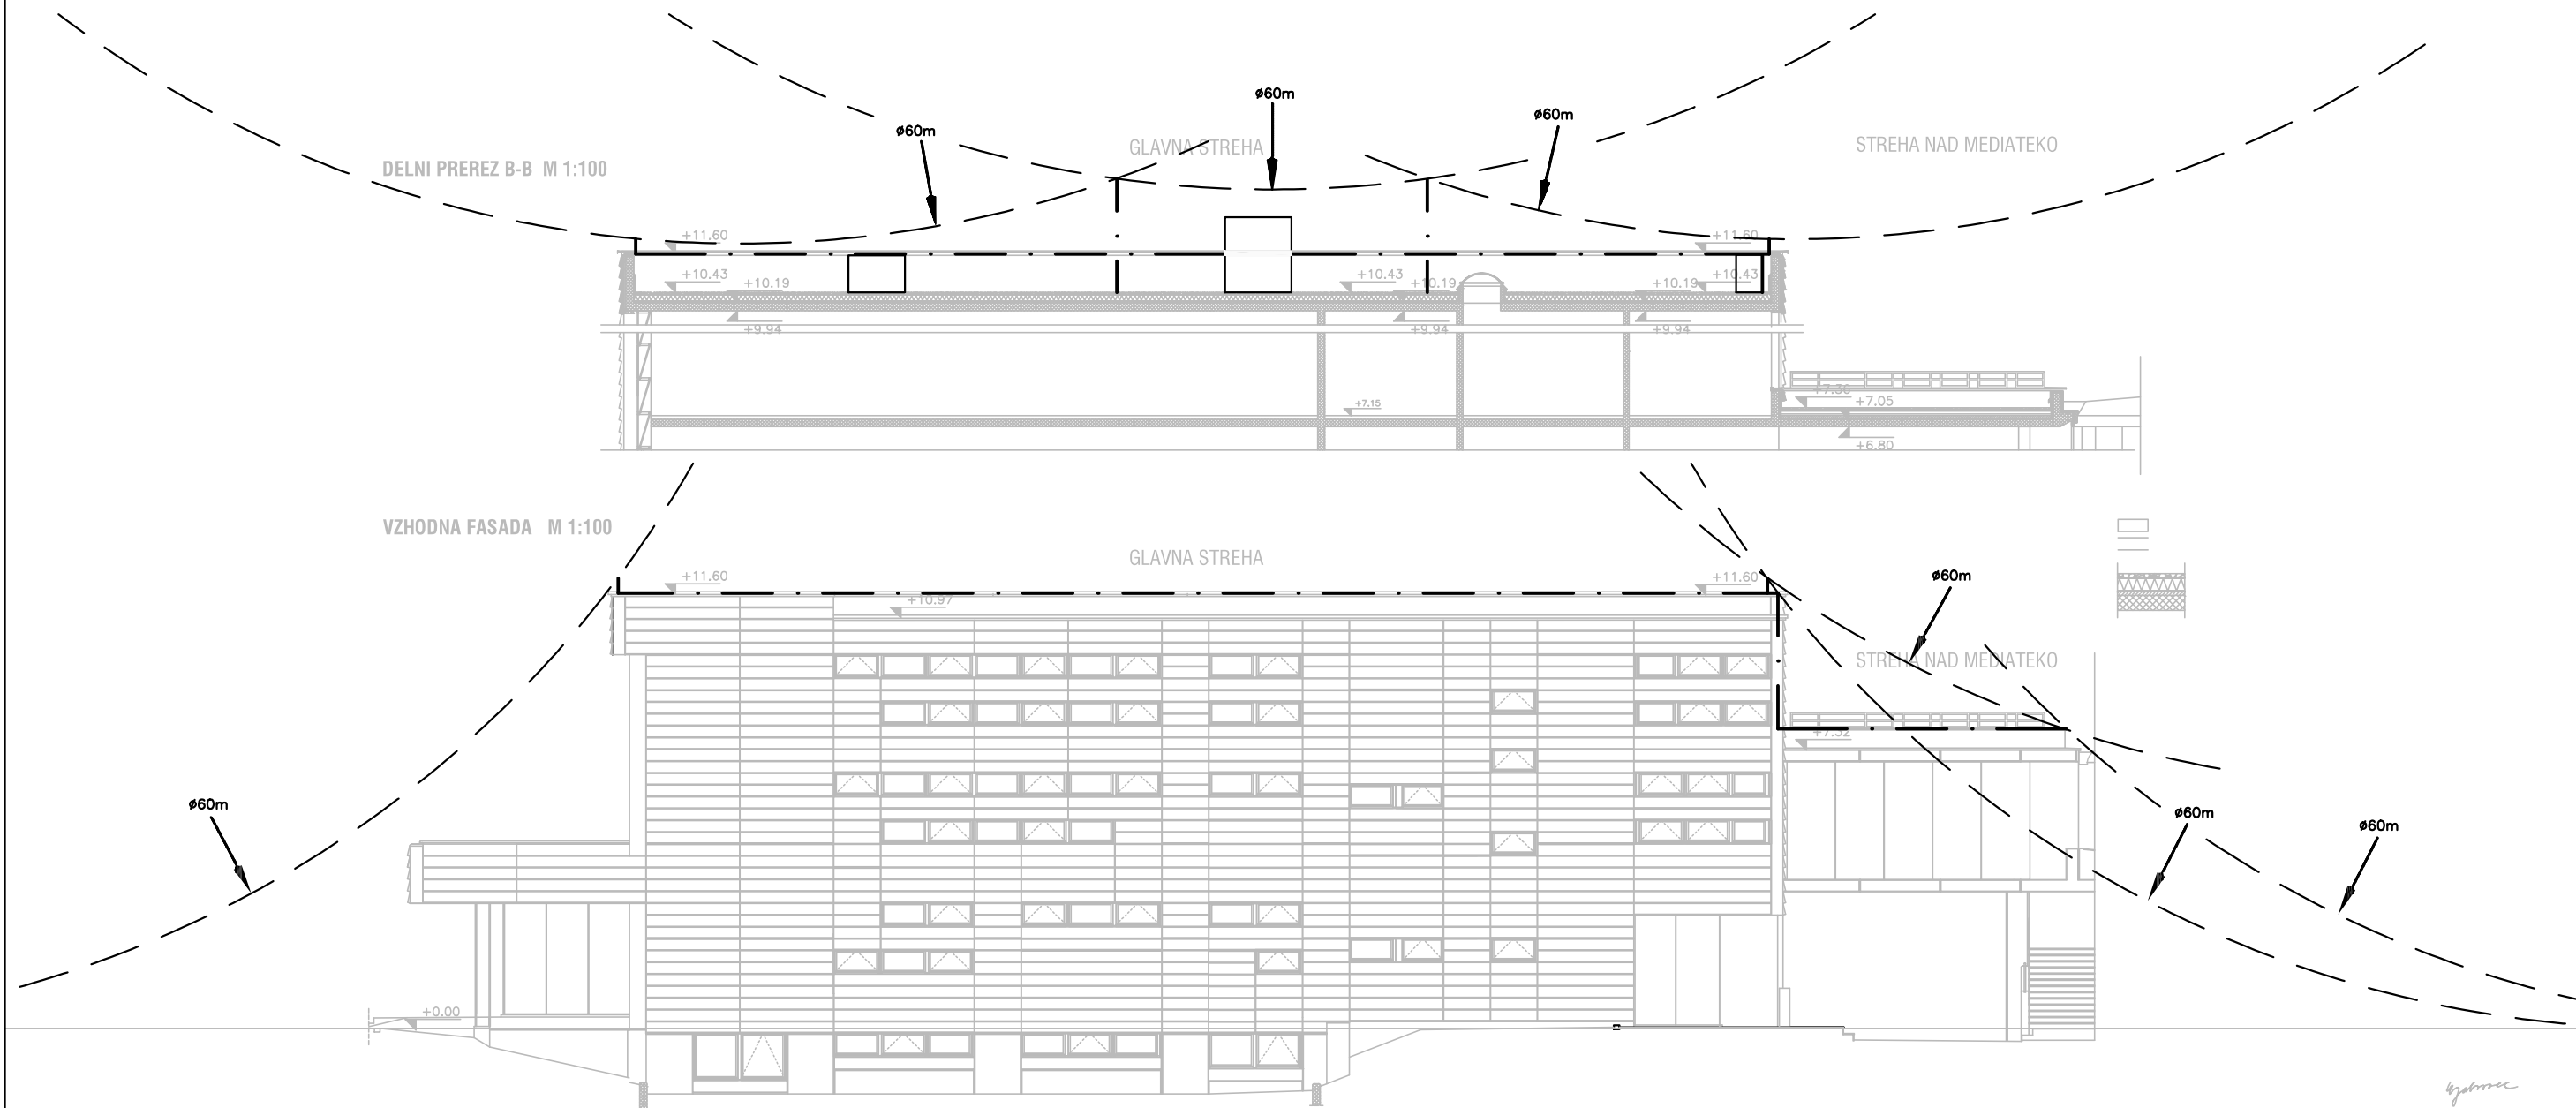 ø60m
ø60m
ø60m
GLAVNA STREHA
STREHA NAD MEDIATEKO
DELNI PREREZ B-B  M 1:100
+11.60
+11.60
+10.43
+10.19
+10.43
+10.19
+10.19
+10.43
+9.94
+9.94
+9.94
+7.15
+7.05
+6.80
VZHODNA FASADA   M 1:100
GLAVNA STREHA
ø60m
+11.60
+11.60
+10.97
STREHA NAD MEDIATEKO
+7.52
ø60m
ø60m
ø60m
+0.00